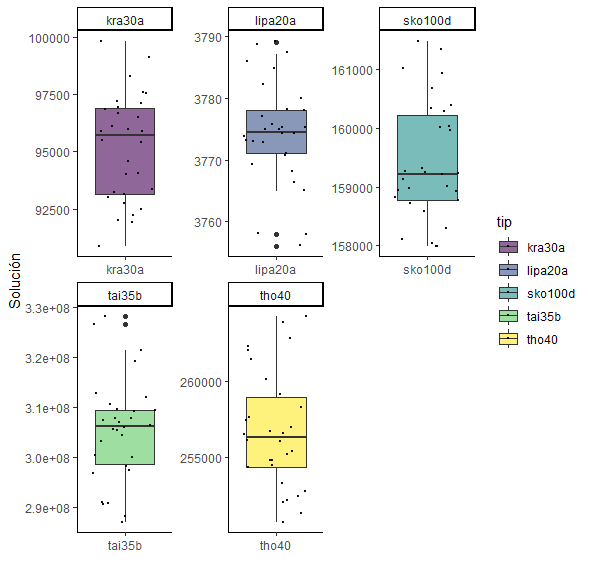 kra30a
lipa20a
sko100d
100000
97500
95000
92500
3790
3780
3770
3760
161000
160000
159000
158000
kra30a
lipa20a
sko100d
Solución
tai35b
tho40
3.3e+08
3.2e+08
3.1e+08
3.0e+08
2.9e+08
260000
255000
tai35b
tho40
tip
kra30a
lipa20a
sko100d
tai35b
tho40